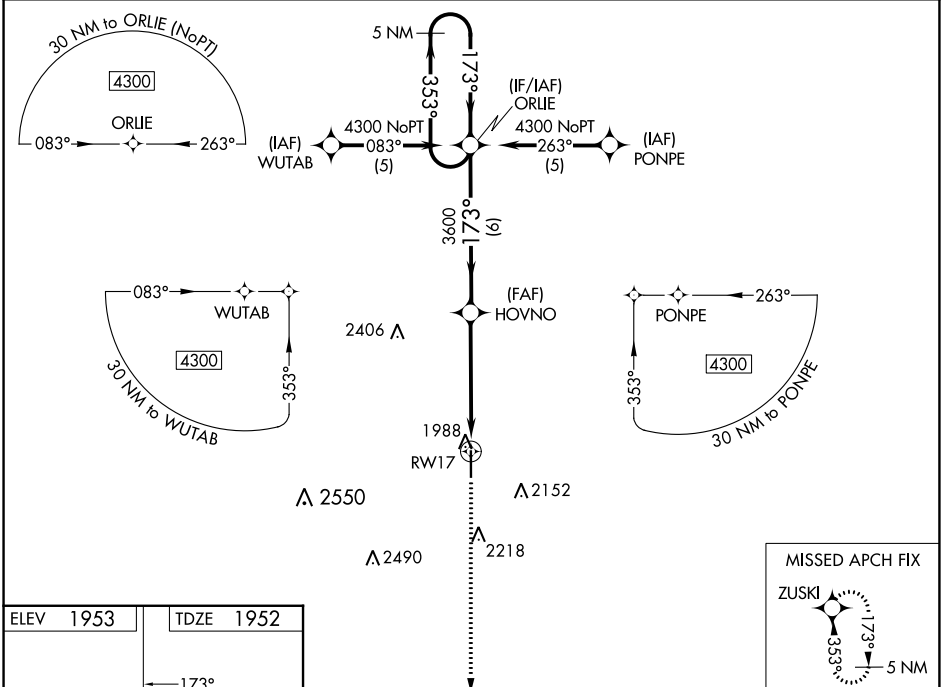 30 NM to ORLIE (NoPT)
4300
ORLIE
083°
263°
5 NM
353°
173°
(IF/IAF)
ORLIE
4300 NoPT
083°
(5)
(IAF)
WUTAB
4300 NoPT
263°
(5)
(IAF)
PONPE
3600
173°
(6)
(FAF)
HOVNO
083°
WUTAB
4300
353°
30 NM to WUTAB
263°
PONPE
4300
353°
30 NM to PONPE
2406
1988
RW17
2550
2152
2490
2218
MISSED APCH FIX
ZUSKI
353°
173°
5 NM
ELEV 1953
TDZE 1952
173°